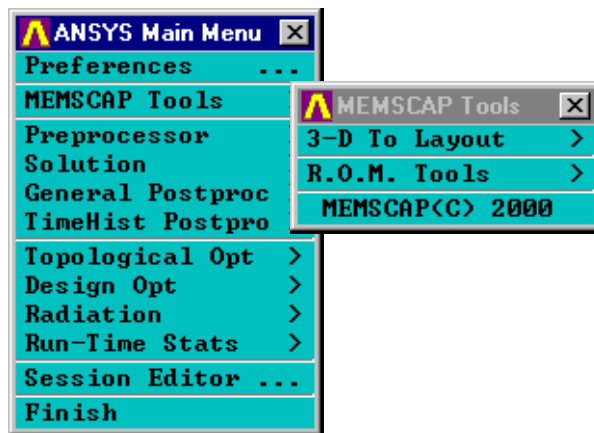 ANSYS Main Menu
Preferences ...
MEMSCAP Tools
Preprocessor
Solution
General Postproc
TimeHist Postpro
Topological Opt >
Design Opt >
Radiation >
Run-Time Stats >
Session Editor ...
Finish
MEMSCAP Tools
3-D To Layout >
R.O.M. Tools >
MEMSCAP(C) 2000